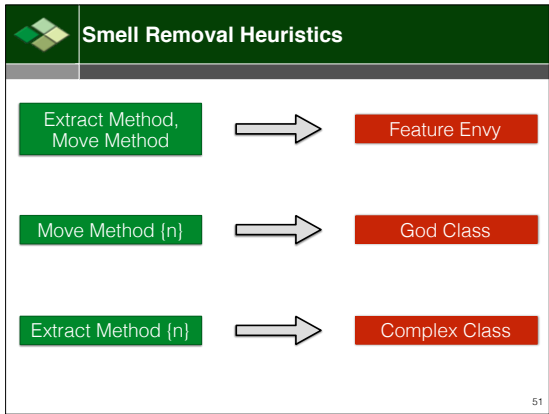 Smell Removal Heuristics
Extract Method,
Move Method
Feature Envy
Move Method {n}
God Class
Extract Method {n}
Complex Class
51